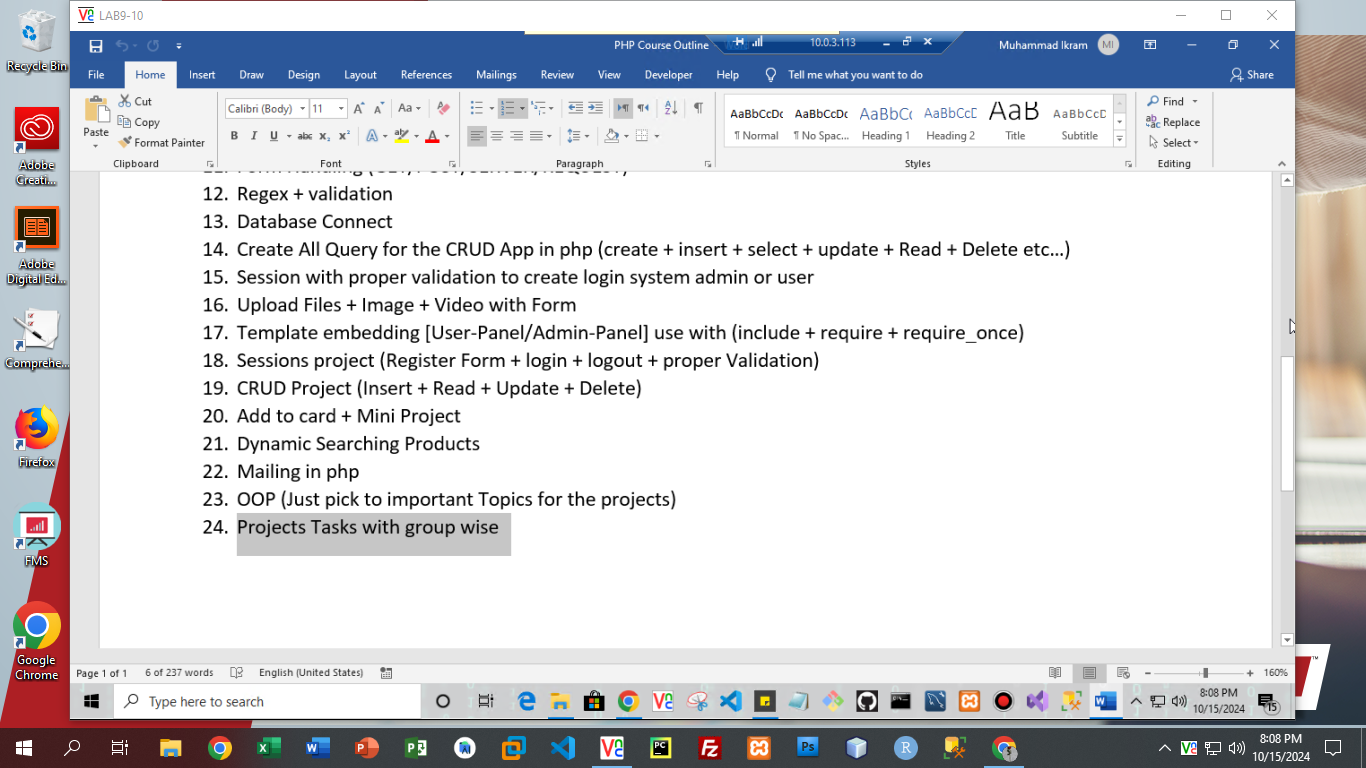 Recycle Bin
Adobe
Creati...
Adobe
Digital Ed...
Comprehe...
Firefox
FMS
Google
Chrome
LAB9-10
PHP Course Outline
10.0.3.113
Muhammad Ikram
MI
File
Home
Insert
Draw
Design
Layout
References
Mailings
Review
View
Developer
Help
Tell me what you want to do
Share
Paste
Cut
Copy
Format Painter
Clipboard
Calibri (Body)
11
Font
Paragraph
AaBbCcDc
¶ Normal
AaBbCcDc
¶ No Spac...
AaBbCc
Heading 1
AaBbCcD
Heading 2
AaB
Title
AaBbCcD
Subtitle
Styles
Find
Replace
Select
Editing
12. Regex + validation
13. Database Connect
14. Create All Query for the CRUD App in php (create + insert + select + update + Read + Delete etc...)
15. Session with proper validation to create login system admin or user
16. Upload Files + Image + Video with Form
17. Template embedding [User-Panel/Admin-Panel] use with (include + require + require_once)
18. Sessions project (Register Form + login + logout + proper Validation)
19. CRUD Project (Insert + Read + Update + Delete)
20. Add to card + Mini Project
21. Dynamic Searching Products
22. Mailing in php
23. OOP (Just pick to important Topics for the projects)
24. Projects Tasks with group wise
Page 1 of 1
6 of 237 words
English (United States)
160%
Type here to search
8:08 PM
10/15/2024
15
8:08 PM
10/15/2024